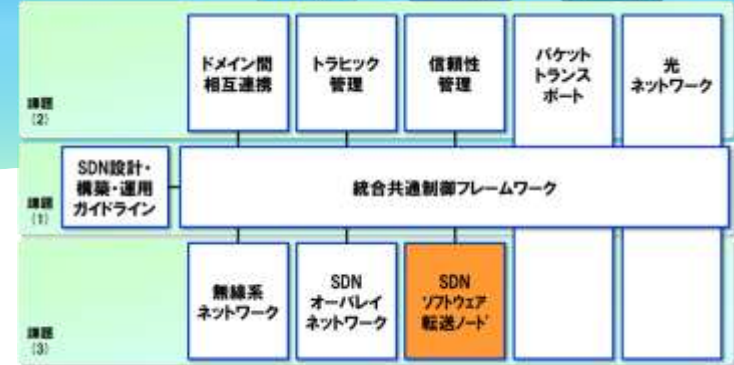 ドメイン間
相互連携
トラヒック
管理
信頼性
管理
パケット
トランス
ポート
光
ネットワーク
課題
(2)
SDN設計・
構築・運用
ガイドライン
統合共通制御フレームワーク
課題
(1)
無線系
ネットワーク
SDN
オーバレイ
ネットワーク
SDN
ソフトウェア
転送ノード
課題
(3)